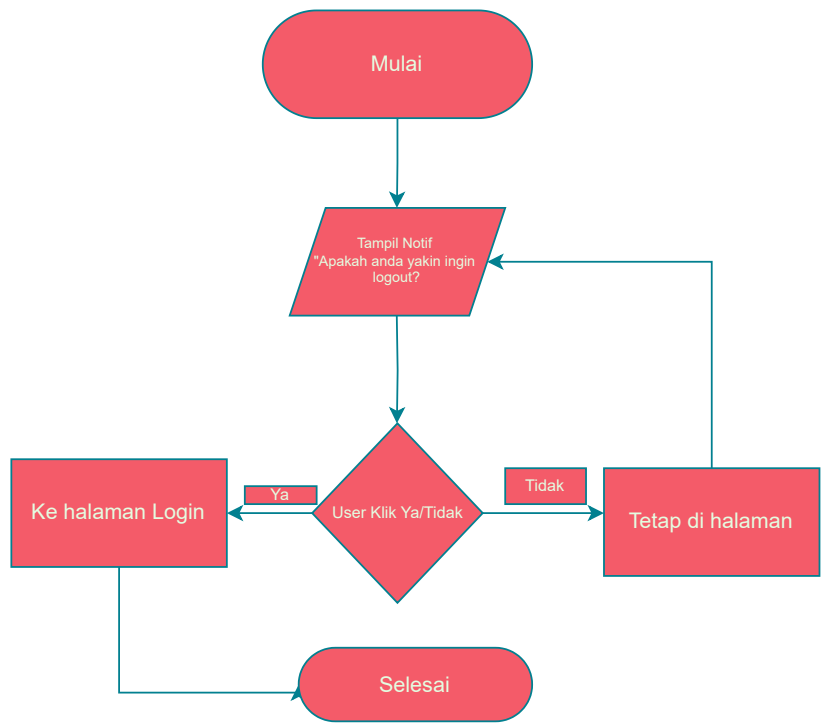 Mulai
Tampil Notif
"Apakah anda yakin ingin
logout?
Ya
Tidak
Ke halaman Login
User Klik Ya/Tidak
Tetap di halaman
Selesai